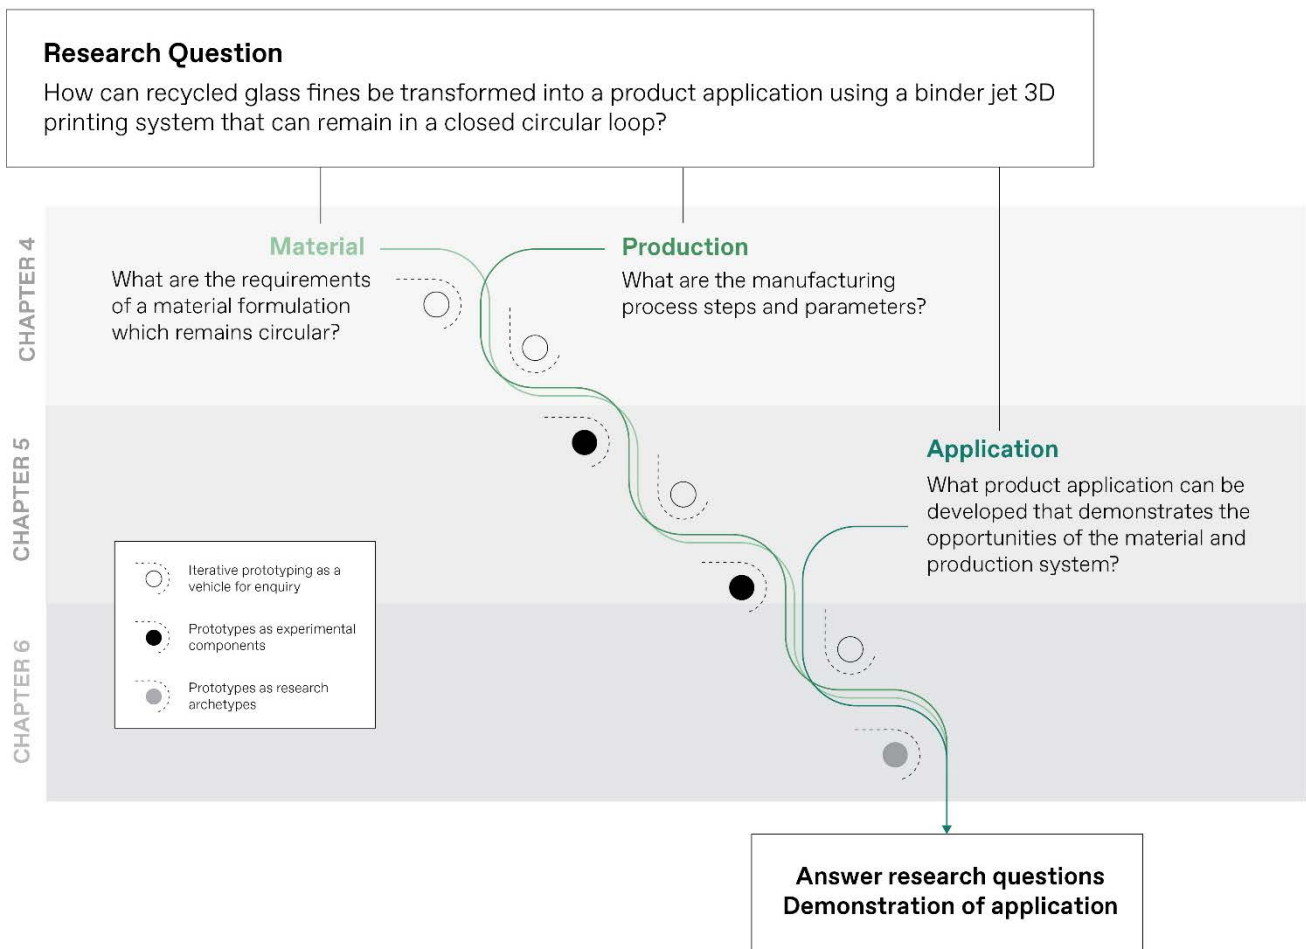 Research Question
How can recycled glass fines be transformed into a product application using a binder jet 3D
printing system that can remain in a closed circular loop?
CHAPTER 4
Material
What are the requirements
of a material formulation
which remains circular?
Production
What are the manufacturing
process steps and parameters?
CHAPTER 5
Application
What product application can be
developed that demonstrates the
opportunities of the material and
production system?
Iterative prototyping as a
vehicle for enquiry
Prototypes as experimental
components
Prototypes as research
archetypes
CHAPTER 6
Answer research questions
Demonstration of application